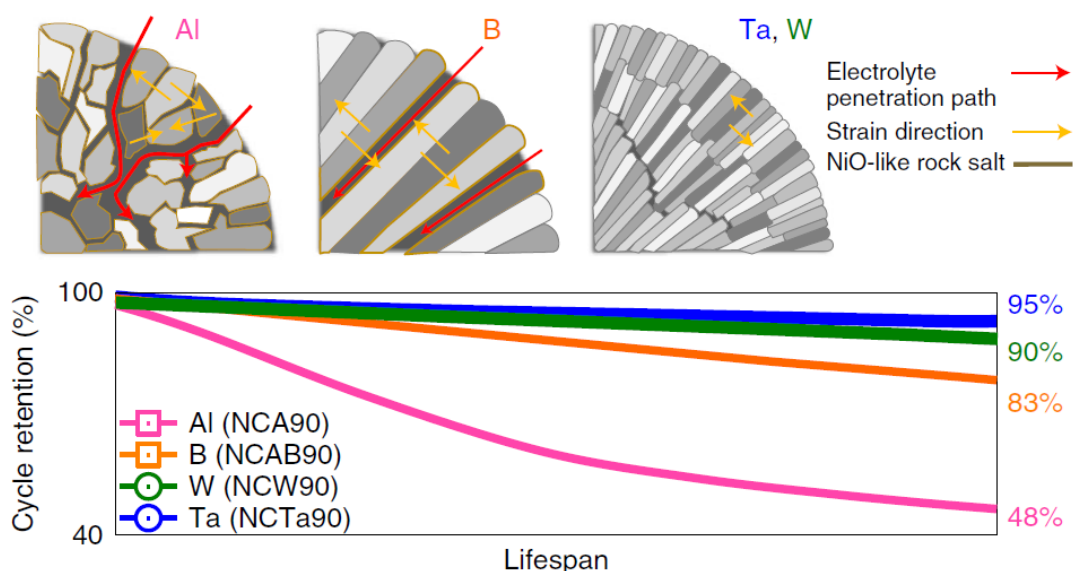 Al
B
Ta, W
Electrolyte
penetration path
Strain direction
NiO-like rock salt
Cycle retention (%)
100
40
Al (NCA90)
B (NCAB90)
W (NCW90)
Ta (NCTa90)
95%
90%
83%
48%
Lifespan